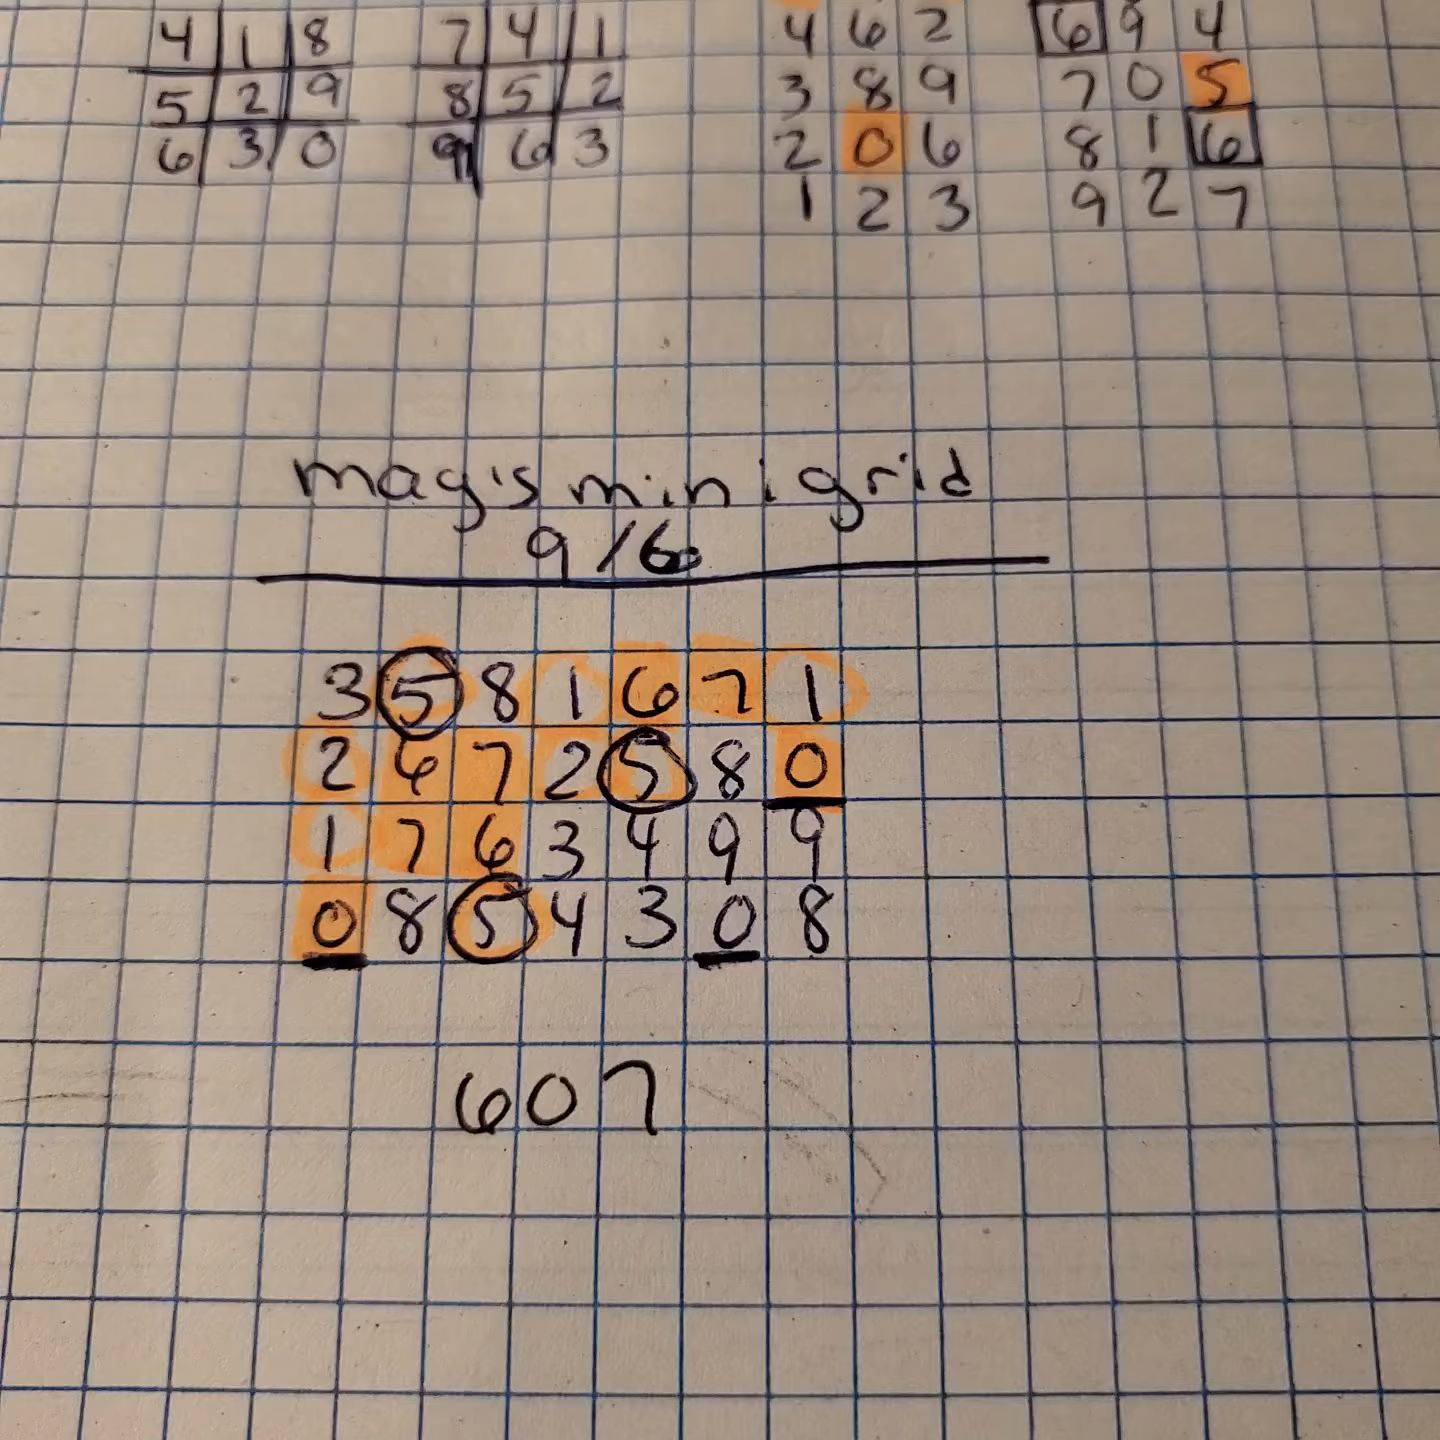 4 1 8
5 2 9
6 3 0
7 4 1
8 5 2
9 6 3
4 6 2
3 8 9
2 0 6
1 2 3
6 9 4
7 0 5
8 1 6
9 2 7
mag's mini grid
9/6
3 5 8 1 6 7 1
2 6 7 2 5 8 0
1 7 6 3 4 9 9
0 8 5 4 3 0 8
607